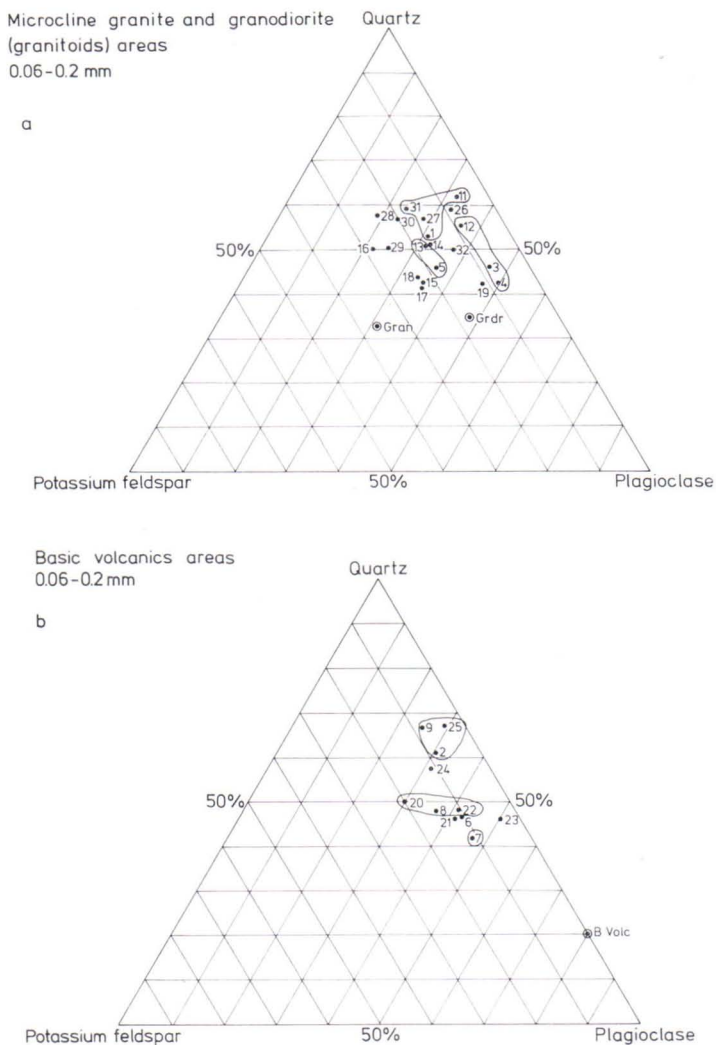 Microcline granite and granodiorite
(granitoids) areas
0.06-0.2 mm
a
Quartz
11
31
26
28
30
27
12
1
13
14
16
29
32
50%
50%
5
3
18
15
17
19
4
Gran
Grdr
Potassium feldspar
50%
Plagioclase
Basic volcanics areas
0.06-0.2 mm
b
Quartz
9
25
2
24
50%
20
8
22
50%
21
6
23
7
B Volc
Potassium feldspar
50%
Plagioclase